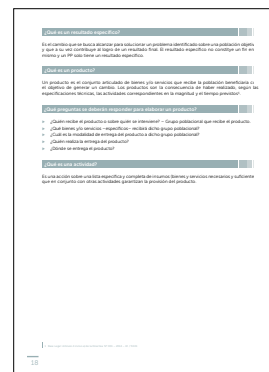 ¿Qué es un resultado específico?
Es el cambio que se busca alcanzar para solucionar un problema identificado sobre una población objetivo
y que a su vez contribuye al logro de un resultado final. El resultado específico no constituye un fin en si
mismo y un PP solo tiene un resultado específico.
¿Qué es un producto?
Un producto es el conjunto articulado de bienes y/o servicios que recibe la población beneficiaria con
el objetivo de generar un cambio. Los productos son la consecuencia de haber realizado, según las
especificaciones técnicas, las actividades correspondientes en la magnitud y el tiempo previstos
¿Qué preguntas se deberán responder para elaborar un producto?
» ¿Quién recibe el producto o sobre quién se interviene? – Grupo poblacional que recibe el producto.
» ¿Qué bienes y/o servicios – específicos – recibirá dicho grupo poblacional?
» ¿Cuál es la modalidad de entrega del producto a dicho grupo poblacional?
» ¿Quién realiza la entrega del producto?
» ¿Dónde se entrega el producto?
¿Qué es una actividad?
Es una acción sobre una lista específica y completa de insumos (bienes y servicios necesarios y suficientes),
que en conjunto con otras actividades garantizan la provisión del producto.
18